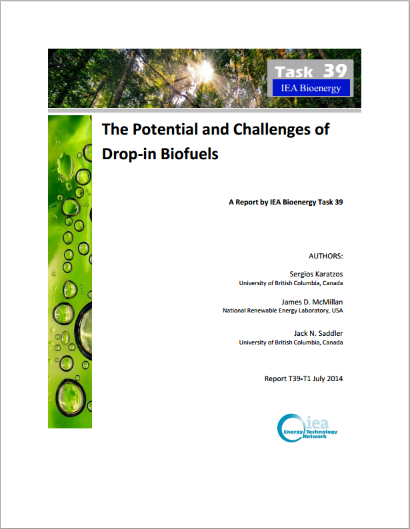 Task 39
IEA Bioenergy
The Potential and Challenges of
Drop-in Biofuels
A Report by IEA Bioenergy Task 39
AUTHORS:
Sergios Karatzos
University of British Columbia, Canada
James D. McMillan
National Renewable Energy Laboratory, USA
Jack N. Saddler
University of British Columbia, Canada
Report T39-T1 July 2014
iea
Energy Technology
Network